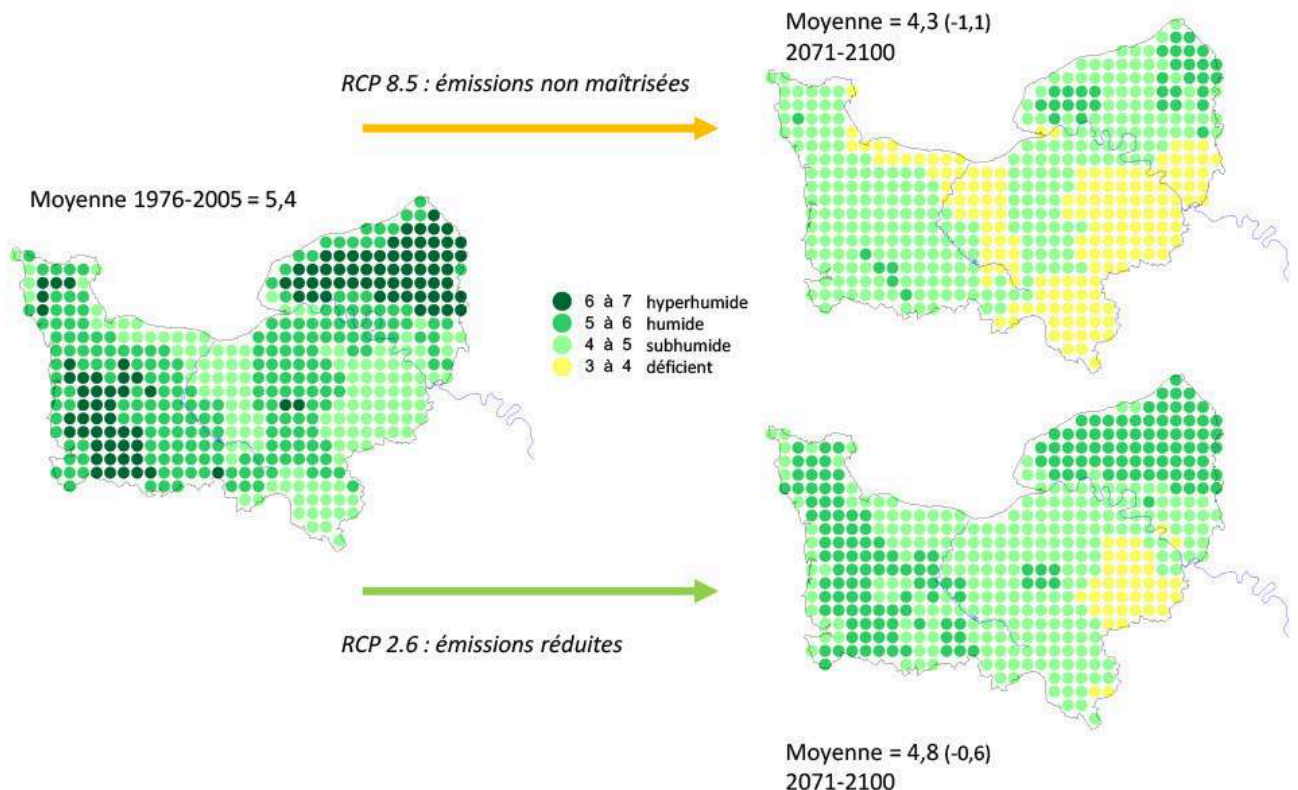 Moyenne = 4,3 (-1,1)
2071-2100
RCP 8.5 : émissions non maîtrisées
Moyenne 1976-2005 = 5,4
6 à 7 hyperhumide
5 à 6 humide
4 à 5 subhumide
3 à 4 déficient
RCP 2.6 : émissions réduites
Moyenne = 4,8 (-0,6)
2071-2100